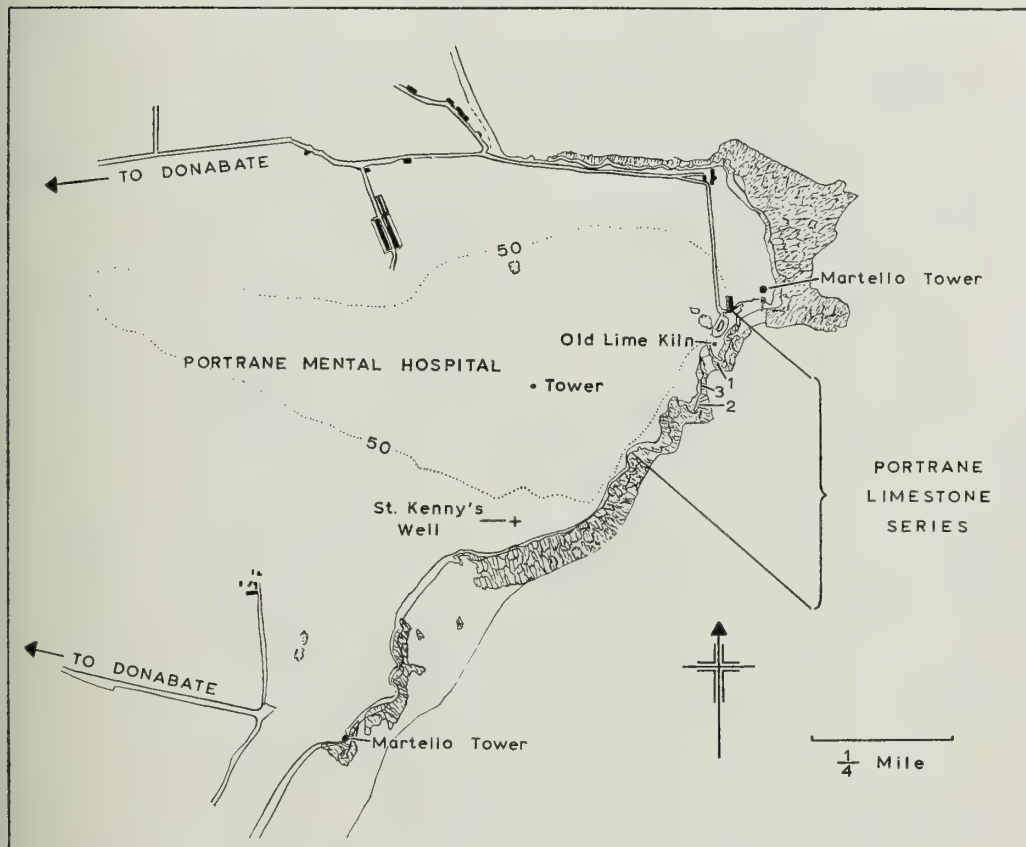 TO DONABATE
50
Martello Tower
Old Lime Kiln
PORTRANE MENTAL HOSPITAL
Tower
1
3
2
50
PORTRANE
LIMESTONE
SERIES
St. Kenny's
Well
TO DONABATE
Martello Tower
1/4 Mile